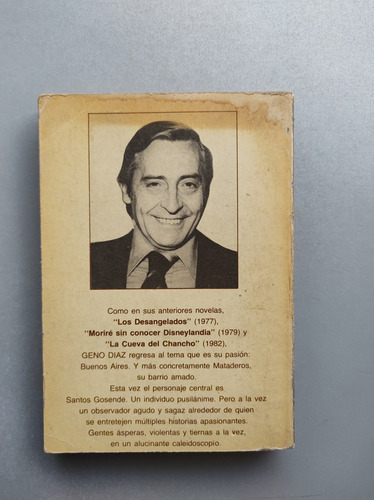 Como en sus anteriores novelas,
"Los Desangelados" (1977),
"Moriré sin conocer Disneylandia" (1979) y
"La Cueva del Chancho" (1982),
GENO DIAZ regresa al tema que es su pasión:
Buenos Aires. Y más concretamente Mataderos,
su barrio amado.
Esta vez el personaje central es
Santos Gosende. Un individuo pusilánime. Pero a la vez
un observador agudo y sagaz alrededor de quien
se entretejen múltiples historias apasionantes.
Gentes ásperas, violentas y tiernas a la vez,
en un alucinante caleidoscopio.